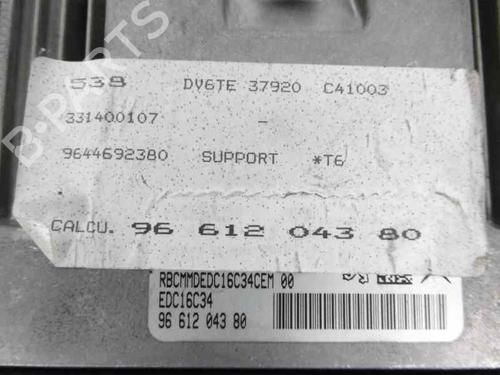 538 DV6TE 37920 C41003
331400107 -
9644692380 SUPPORT *T6
CALCU. 96 612 043 80
RBCMMDEDC16C34CEM 00
EDC16C34
96 612 043 80
B-PARTS